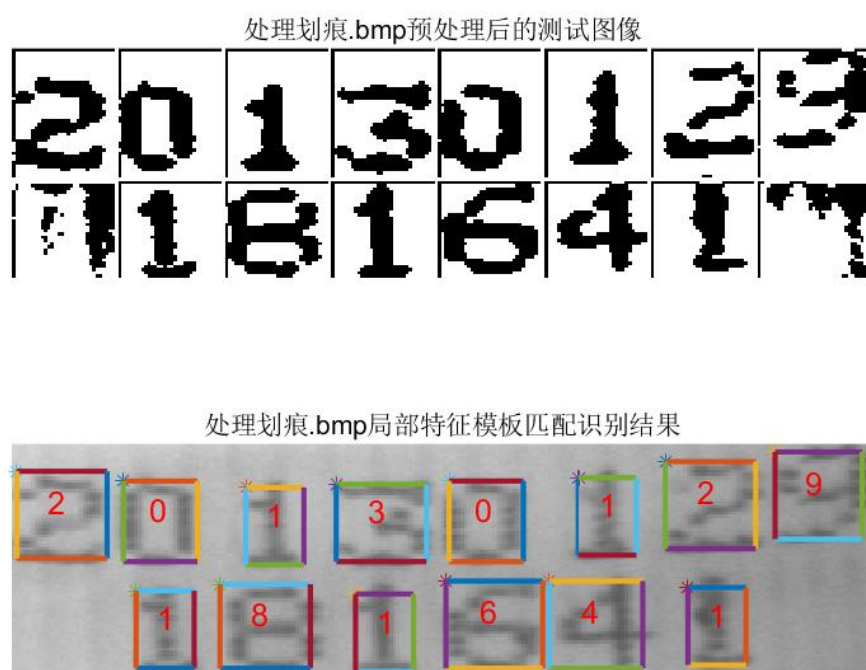 处理划痕.bmp预处理后的测试图像
2 0 1 3 0 1 2 3
1 8 1 6 4 1
处理划痕.bmp局部特征模板匹配识别结果
2 0 1 3 0 1 2 9
1 8 1 6 4 1